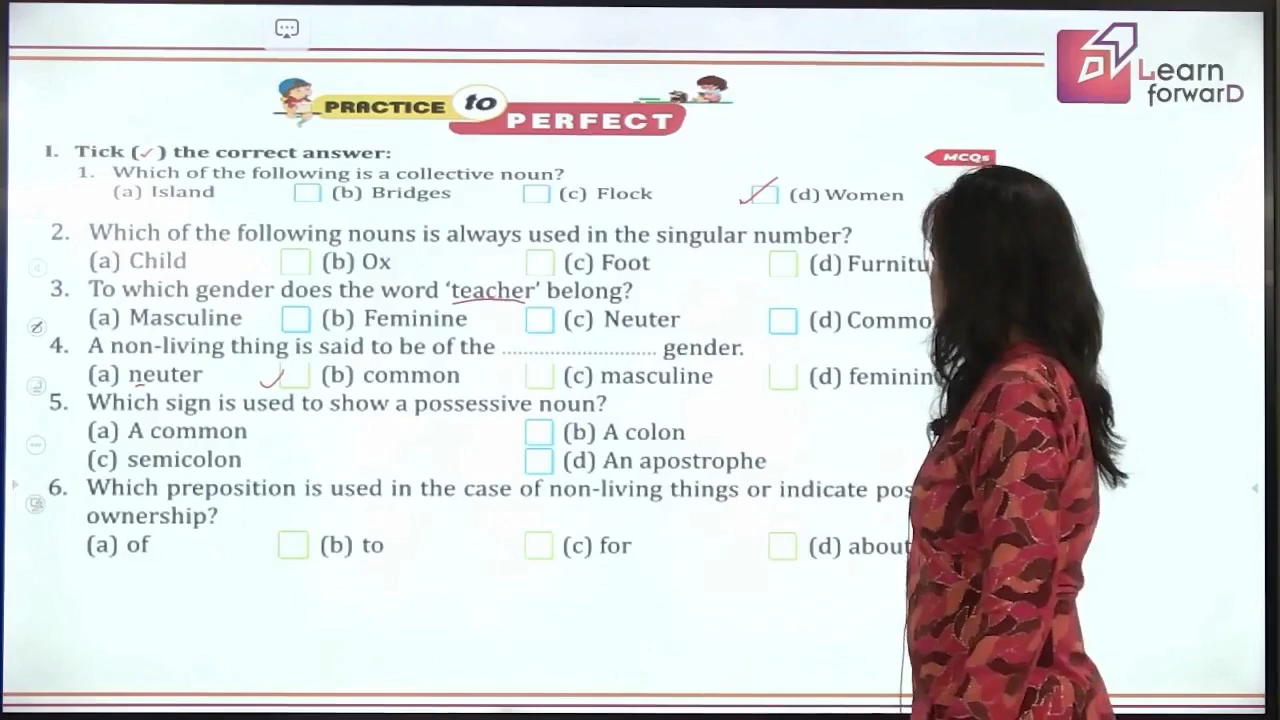 Learn
forwarD
PRACTICE to PERFECT
I. Tick (✓) the correct answer:
MCQs
1. Which of the following is a collective noun?
(a) Island (b) Bridges (c) Flock (d) Women
2. Which of the following nouns is always used in the singular number?
(a) Child (b) Ox (c) Foot (d) Furnitu
3. To which gender does the word ‘teacher’ belong?
(a) Masculine (b) Feminine (c) Neuter (d) Commo
4. A non-living thing is said to be of the ............................ gender.
(a) neuter (b) common (c) masculine (d) feminin
5. Which sign is used to show a possessive noun?
(a) A common (b) A colon
(c) semicolon (d) An apostrophe
6. Which preposition is used in the case of non-living things or indicate pos
ownership?
(a) of (b) to (c) for (d) about